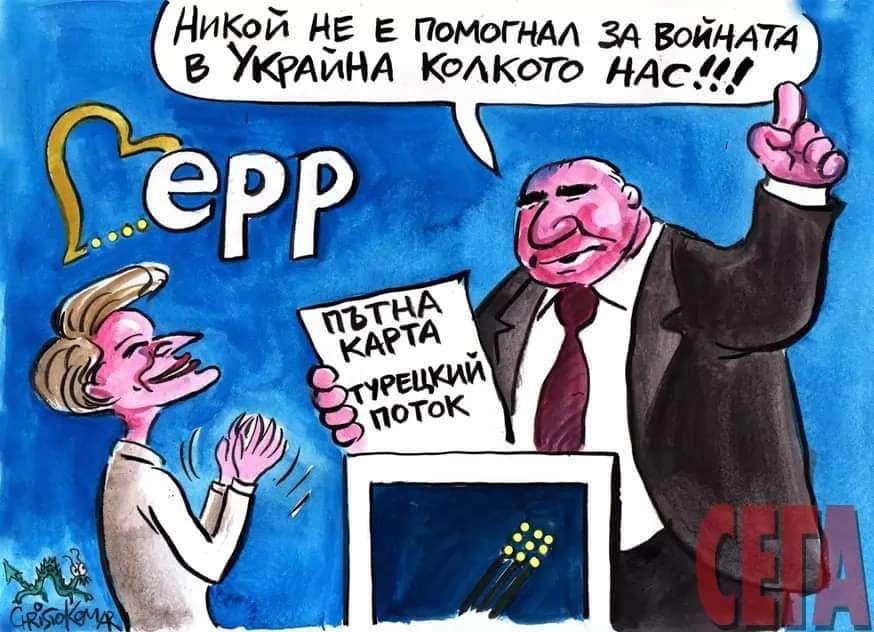 Никой не е помогнал за войната
в Украйна колкото нас!!!
epp
ПЪТНА
КАРТА
ТУРЕЦКИЙ
ПОТОК
CHRISTOKOMAR
СЕГА